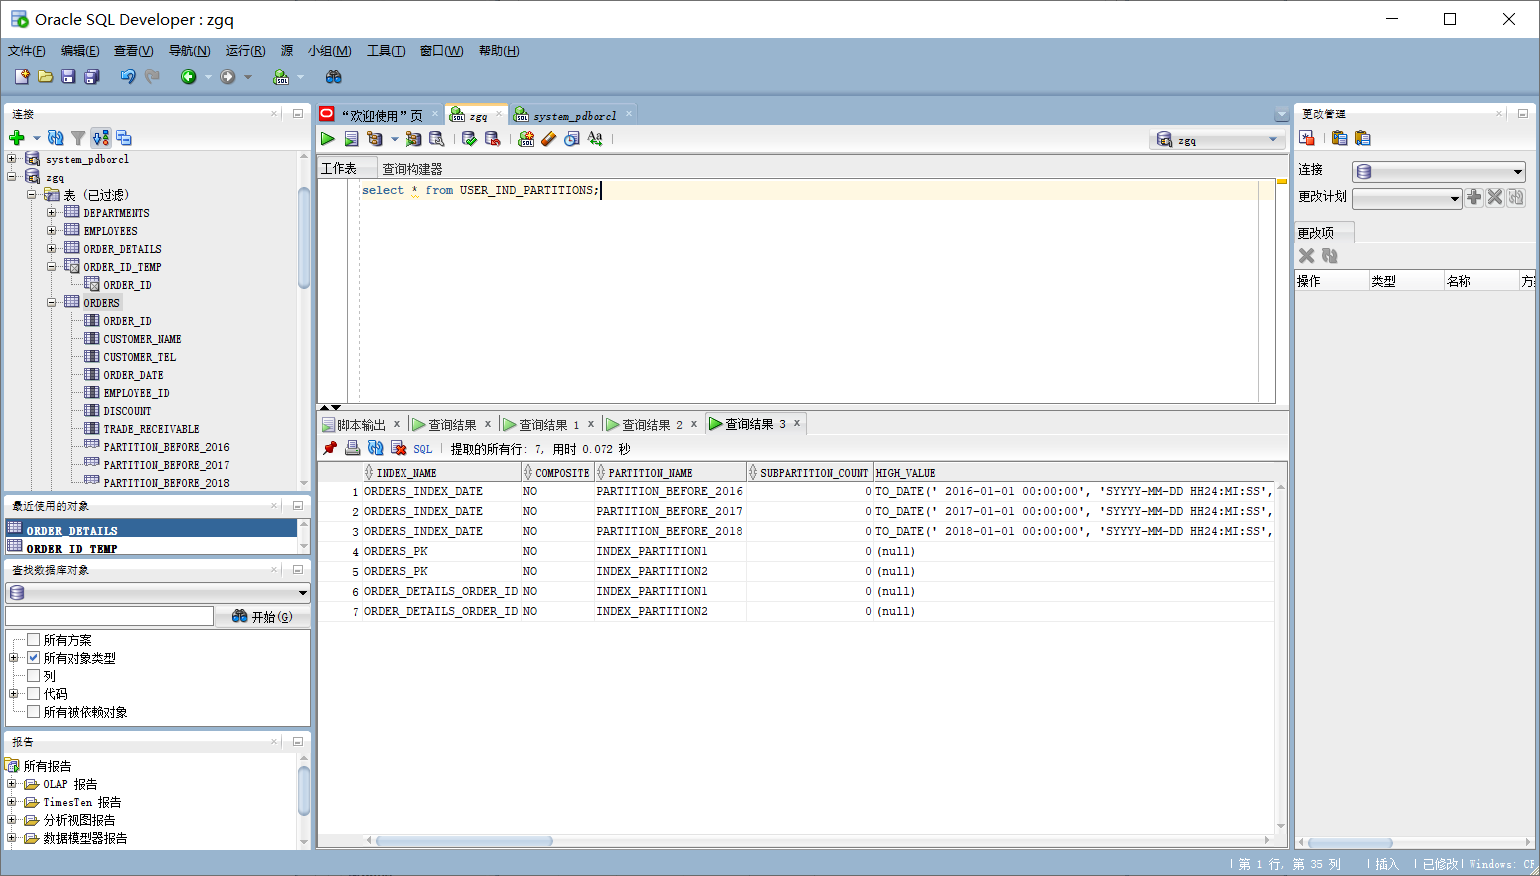 Oracle SQL Developer : zgq
文件(F) 编辑(E) 查看(V) 导航(N) 运行(R) 源 小组(M) 工具(T) 窗口(W) 帮助(H)
连接
system_pdborcl
zgq
表 (已过滤)
DEPARTMENTS
EMPLOYEES
ORDER_DETAILS
ORDER_ID_TEMP
ORDER_ID
ORDERS
ORDER_ID
CUSTOMER_NAME
CUSTOMER_TEL
ORDER_DATE
EMPLOYEE_ID
DISCOUNT
TRADE_RECEIVABLE
PARTITION_BEFORE_2016
PARTITION_BEFORE_2017
PARTITION_BEFORE_2018
最近使用的对象
ORDER_DETAILS
ORDER_ID_TEMP
查找数据库对象
开始(G)
所有方案
所有对象类型
列
代码
所有被依赖对象
报告
所有报告
OLAP 报告
TimesTen 报告
分析视图报告
数据模型器报告
“欢迎使用”页 zgq system_pdborcl
zgq
工作表 查询构建器
select * from USER_IND_PARTITIONS;
脚本输出 查询结果 查询结果 1 查询结果 2 查询结果 3
SQL 提取的所有行: 7, 用时 0.072 秒
INDEX_NAME COMPOSITE PARTITION_NAME SUBPARTITION_COUNT HIGH_VALUE
1 ORDERS_INDEX_DATE NO PARTITION_BEFORE_2016 0 TO_DATE(' 2016-01-01 00:00:00', 'SYYYY-MM-DD HH24:MI:SS',
2 ORDERS_INDEX_DATE NO PARTITION_BEFORE_2017 0 TO_DATE(' 2017-01-01 00:00:00', 'SYYYY-MM-DD HH24:MI:SS',
3 ORDERS_INDEX_DATE NO PARTITION_BEFORE_2018 0 TO_DATE(' 2018-01-01 00:00:00', 'SYYYY-MM-DD HH24:MI:SS',
4 ORDERS_PK NO INDEX_PARTITION1 0 (null)
5 ORDERS_PK NO INDEX_PARTITION2 0 (null)
6 ORDER_DETAILS_ORDER_ID NO INDEX_PARTITION1 0 (null)
7 ORDER_DETAILS_ORDER_ID NO INDEX_PARTITION2 0 (null)
更改管理
连接
更改计划
更改项
操作 类型 名称 方
第 1 行, 第 35 列 插入 已修改 Windows: CR